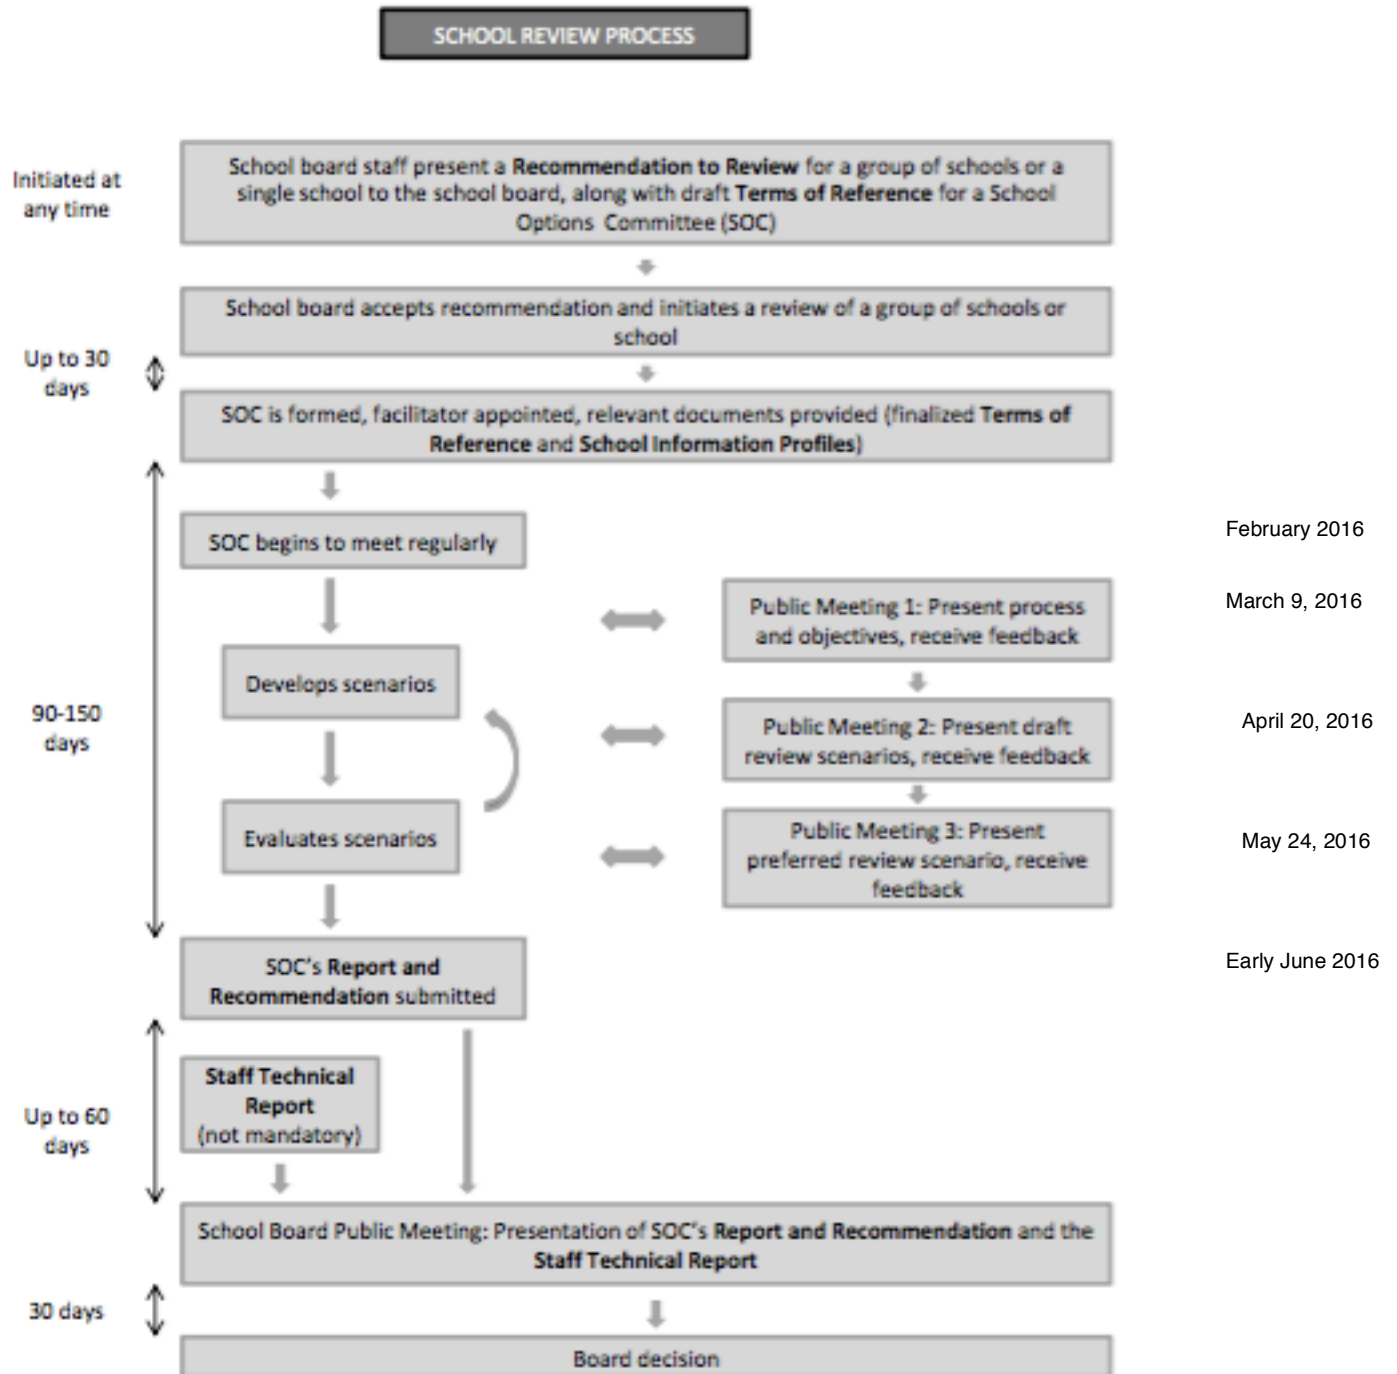 SCHOOL REVIEW PROCESS
Initiated at
any time
School board staff present a Recommendation to Review for a group of schools or a
single school to the school board, along with draft Terms of Reference for a School
Options Committee (SOC)
School board accepts recommendation and initiates a review of a group of schools or
school
Up to 30
days
SOC is formed, facilitator appointed, relevant documents provided (finalized Terms of
Reference and School Information Profiles)
SOC begins to meet regularly
February 2016
Public Meeting 1: Present process
and objectives, receive feedback
March 9, 2016
Develops scenarios
90-150
days
Public Meeting 2: Present draft
review scenarios, receive feedback
April 20, 2016
Evaluates scenarios
Public Meeting 3: Present
preferred review scenario, receive
feedback
May 24, 2016
SOC's Report and
Recommendation submitted
Early June 2016
Staff Technical
Report
(not mandatory)
Up to 60
days
School Board Public Meeting: Presentation of SOC's Report and Recommendation and the
Staff Technical Report
30 days
Board decision